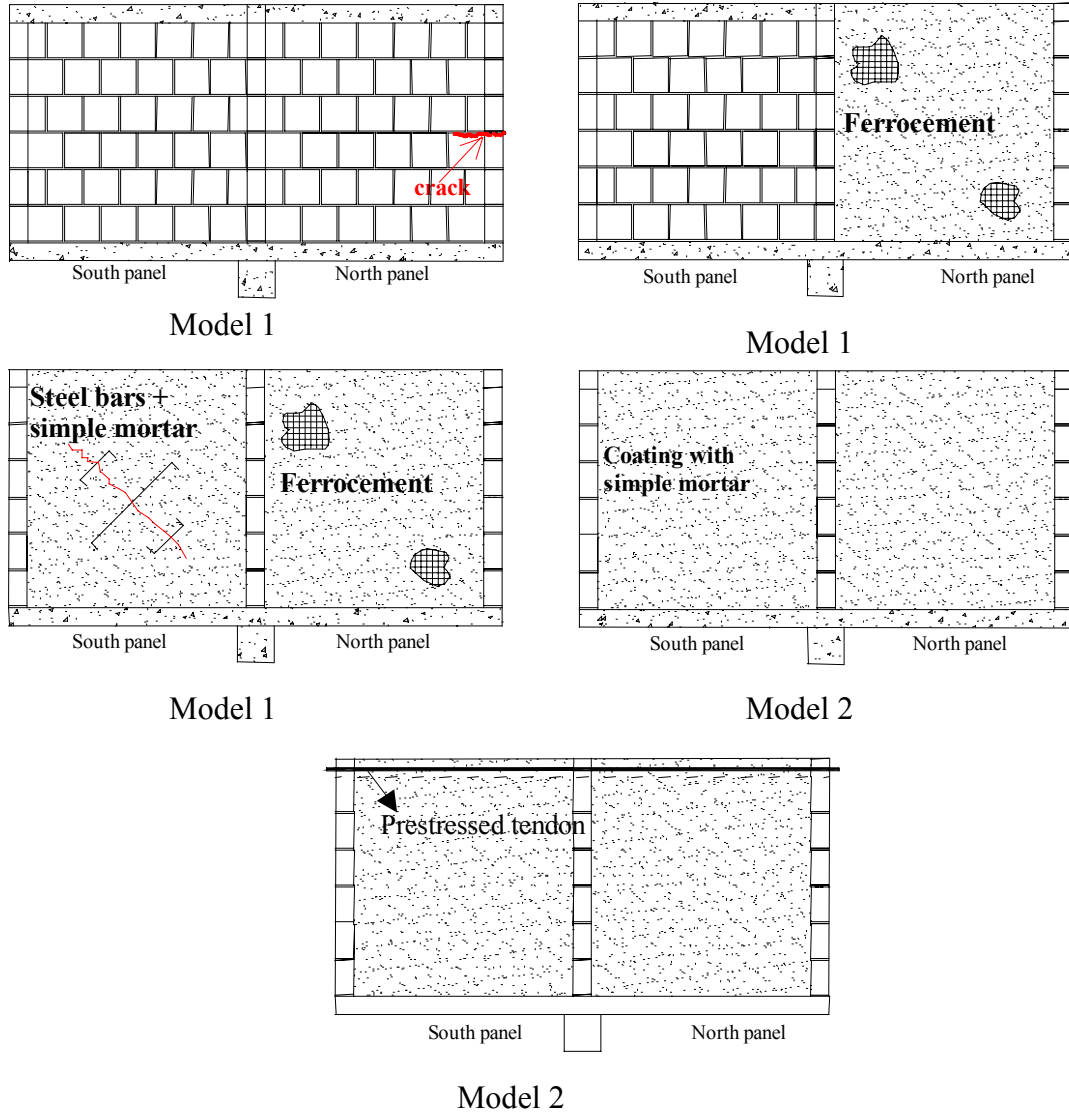 crack
South panel
North panel
Model 1
Ferrocement
South panel
North panel
Model 1
Steel bars +
simple mortar
Ferrocement
South panel
North panel
Model 1
Coating with
simple mortar
South panel
North panel
Model 2
Prestressed tendon
South panel
North panel
Model 2